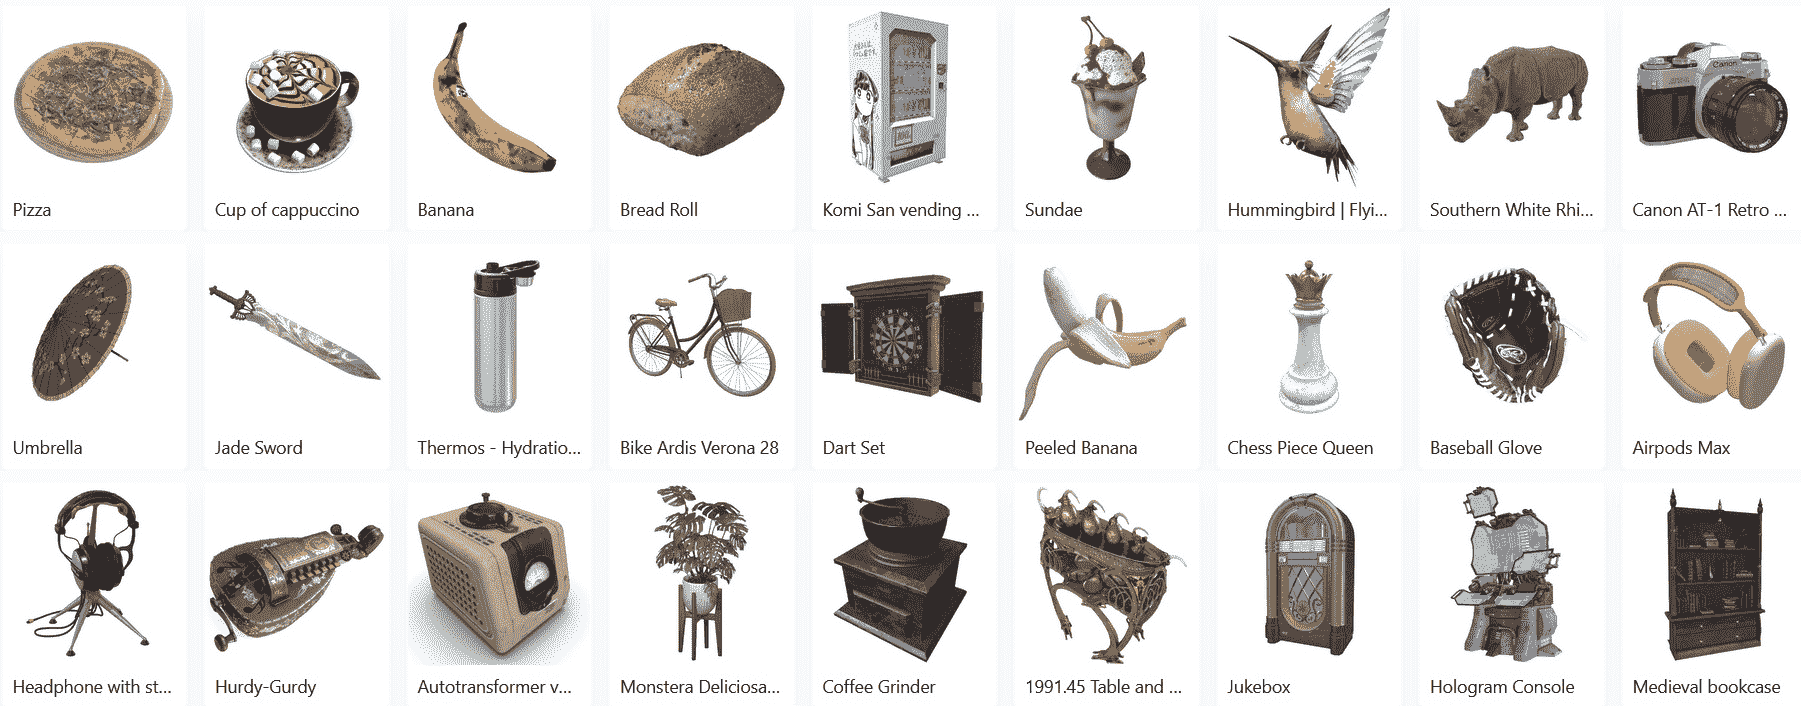 Pizza
Cup of cappuccino
Banana
Bread Roll
Komi San vending ...
Sundae
Hummingbird | Flyi...
Southern White Rhi...
Canon AT-1 Retro ...
Canon
Umbrella
Jade Sword
Thermos - Hydratio...
Bike Ardis Verona 28
Dart Set
Peeled Banana
Chess Piece Queen
Baseball Glove
Airpods Max
Headphone with st...
Hurdy-Gurdy
Autotransformer v...
Monstera Deliciosa...
Coffee Grinder
1991.45 Table and ...
Jukebox
Hologram Console
Medieval bookcase